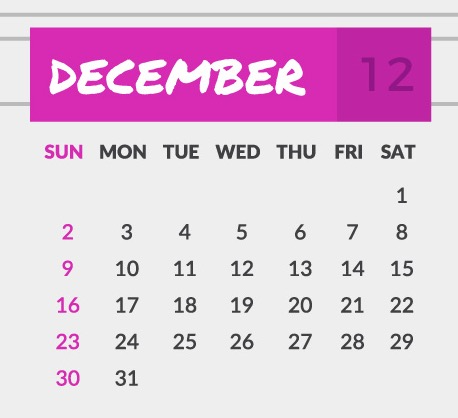 DECEMBER 12
SUN MON TUE WED THU FRI SAT
1
2 3 4 5 6 7 8
9 10 11 12 13 14 15
16 17 18 19 20 21 22
23 24 25 26 27 28 29
30 31